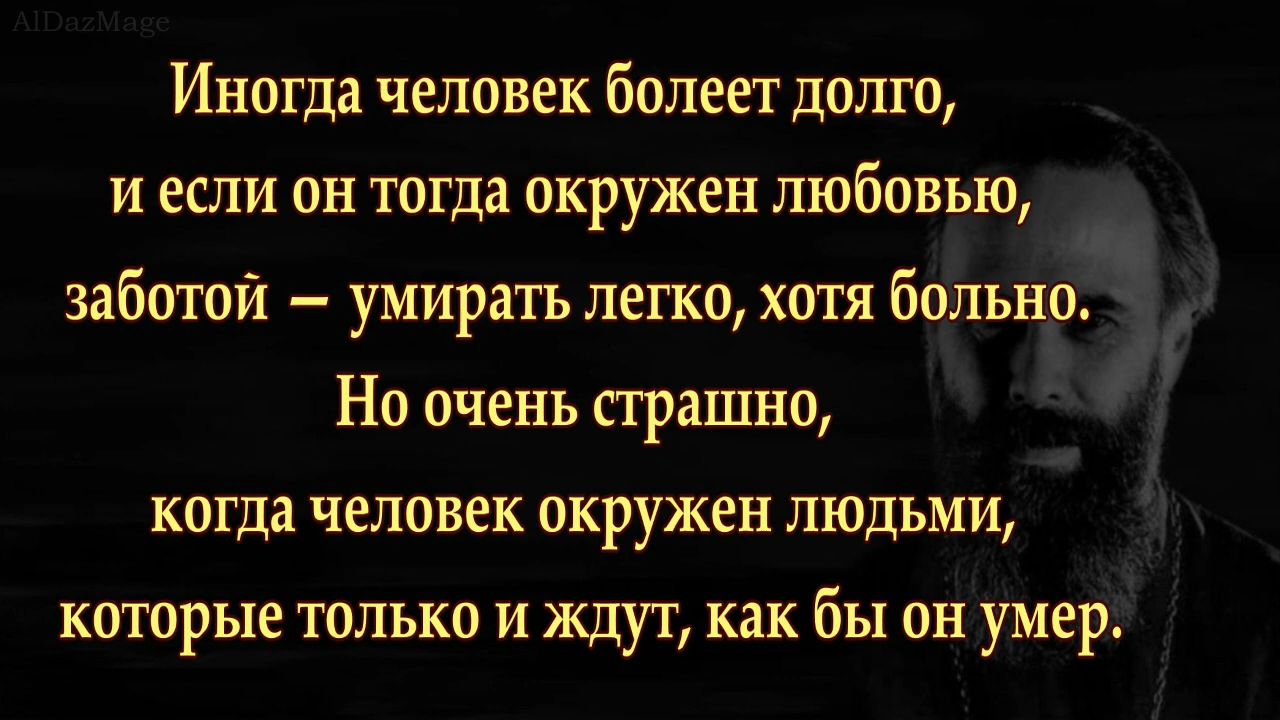 AlDazMage
Иногда человек болеет долго,
и если он тогда окружен любовью,
заботой – умирать легко, хотя больно.
Но очень страшно,
когда человек окружен людьми,
которые только и ждут, как бы он умер.